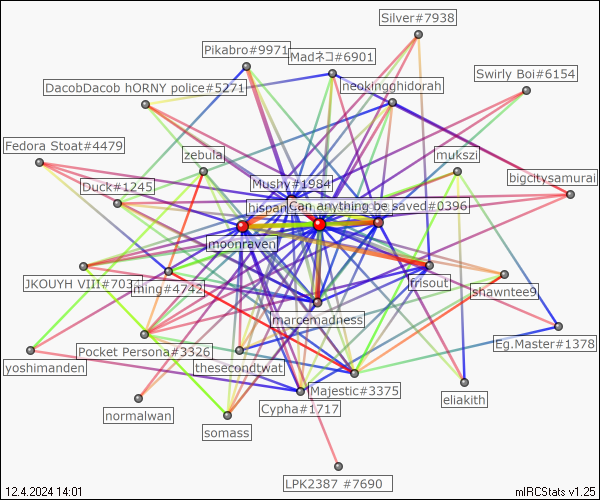 Silver#7938
Pikabro#9971
Madネコ#6901
Swirly Boi#6154
DacobDacob hORNY police#5271
neokingghidorah
Fedora Stoat#4479
zebula
mukszi
Duck#1245
Mushy#1984
bigcitysamurai
Can anything be saved#0396
moonraven
JKOUYH VIII#703
ming#4742
frisout
shawntee9
marcemadness
Pocket Persona#3326
Eg.Master#1378
yoshimanden
thesecondtwat
Majestic#3375
eliakith
normalwan
Cypha#1717
somass
LPK2387 #7690
12.4.2024 14:01
mIRCStats v1.25